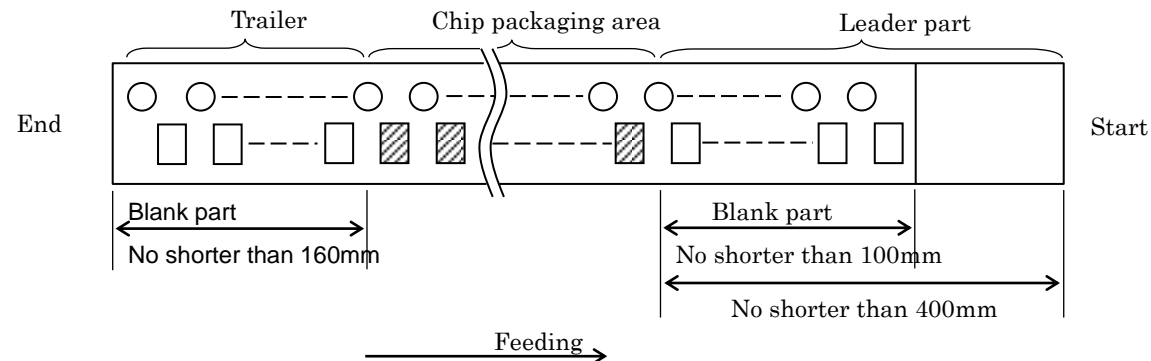 Trailer
Chip packaging area
Leader part
End
Start
Blank part
No shorter than 160mm
Blank part
No shorter than 100mm
No shorter than 400mm
Feeding